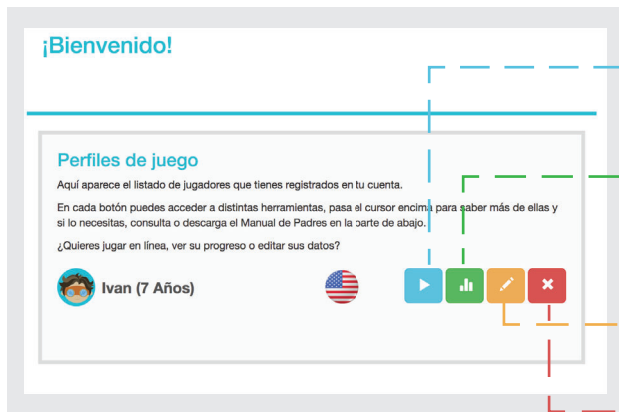 ¡Bienvenido!
Perfiles de juego
Aquí aparece el listado de jugadores que tienes registrados en tu cuenta.
En cada botón puedes acceder a distintas herramientas, pasa el cursor encima para saber más de ellas y
si lo necesitas, consulta o descarga el Manual de Padres en la parte de abajo.
¿Quieres jugar en línea, ver su progreso o editar sus datos?
Ivan (7 Años)